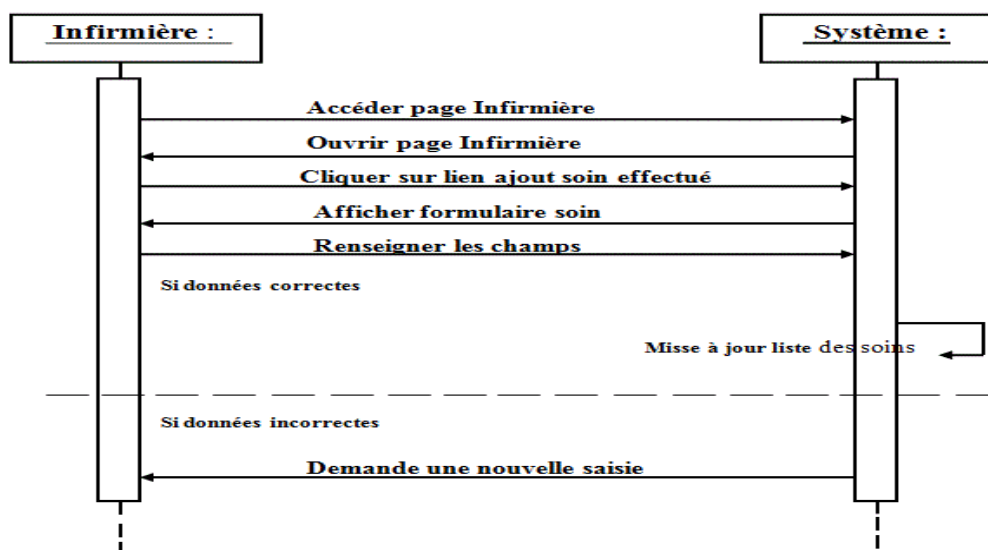 Infirmière :
Système :
Accéder page Infirmière
Ouvrir page Infirmière
Cliquer sur lien ajout soin effectué
Afficher formulaire soin
Renseigner les champs
Si données correctes
Misse à jour liste des soins
Si données incorrectes
Demande une nouvelle saisie